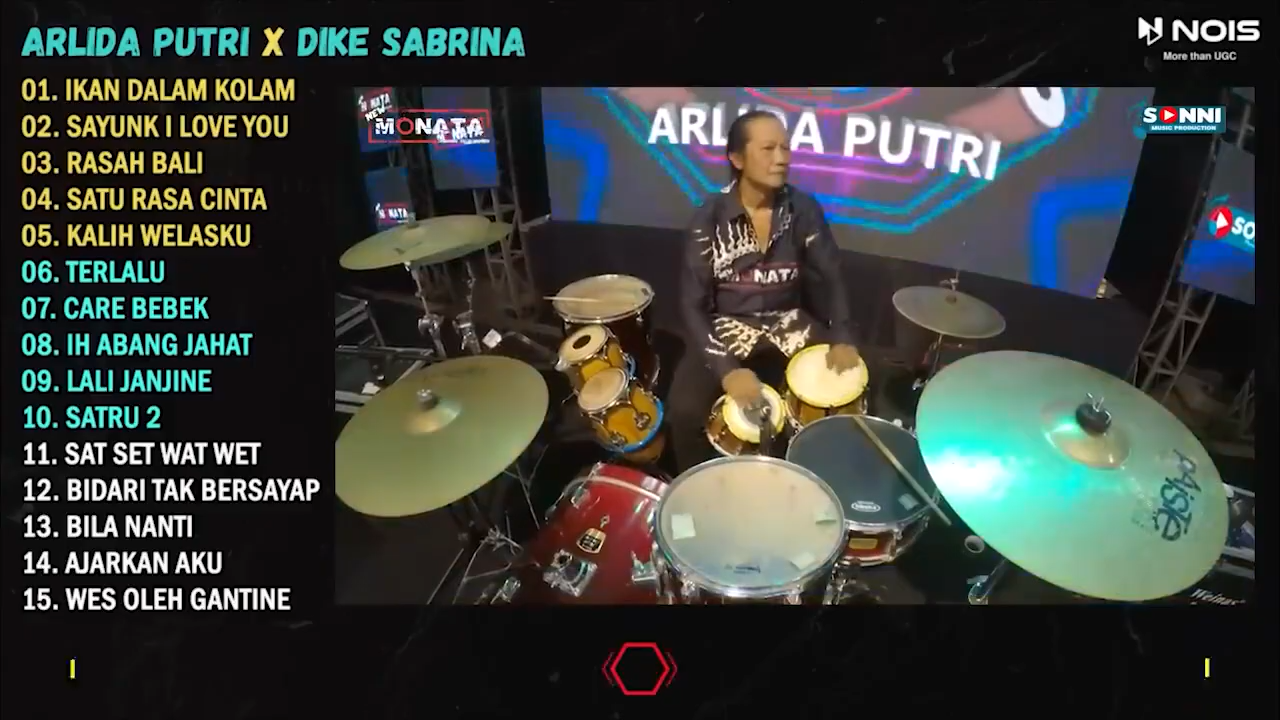 ARLIDA PUTRI X DIKE SABRINA
NOIS
More than UGC
01. IKAN DALAM KOLAM
02. SAYUNK I LOVE YOU
03. RASAH BALI
04. SATU RASA CINTA
05. KALIH WELASKU
06. TERLALU
07. CARE BEBEK
08. IH ABANG JAHAT
09. LALI JANJINE
10. SATRU 2
11. SAT SET WAT WET
12. BIDARI TAK BERSAYAP
13. BILA NANTI
14. AJARKAN AKU
15. WES OLEH GANTINE
NEW
MONATA
ARLIDA PUTRI
SONNI
MUSIC PRODUCTION
SO
MONATA
PAISTE